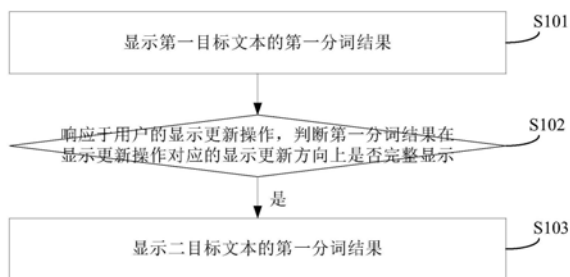 S101
显示第一目标文本的第一分词结果
S102
响应于用户的显示更新操作，判断第一分词结果在
显示更新操作对应的显示更新方向上是否完整显示
是
S103
显示二目标文本的第一分词结果